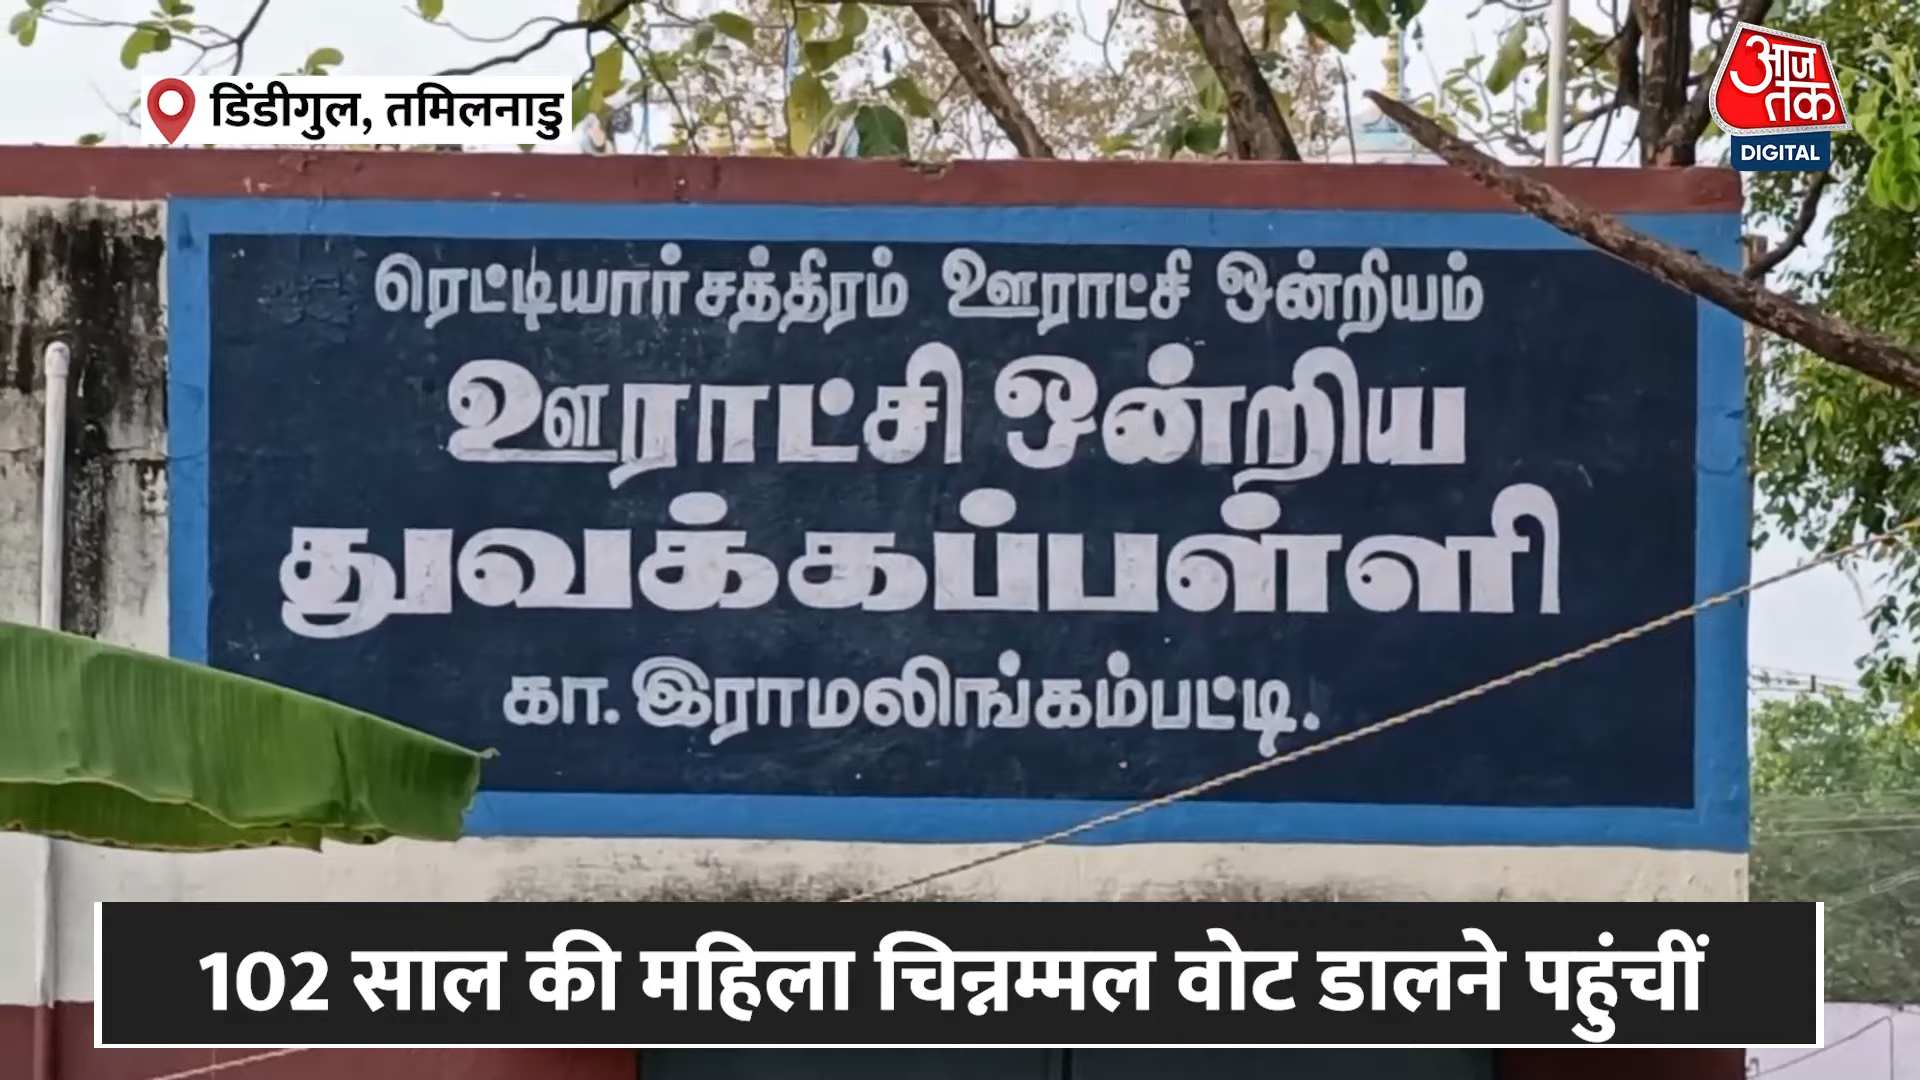 डिंडीगुल, तमिलनाडु
आज
तक
DIGITAL
ரெட்டியார்சத்திரம் ஊராட்சி ஒன்றியம்
ஊராட்சி ஒன்றிய
துவக்கப்பள்ளி
கா. இராமலிங்கம்பட்டி.
102 साल की महिला चिन्नम्मल वोट डालने पहुंचीं